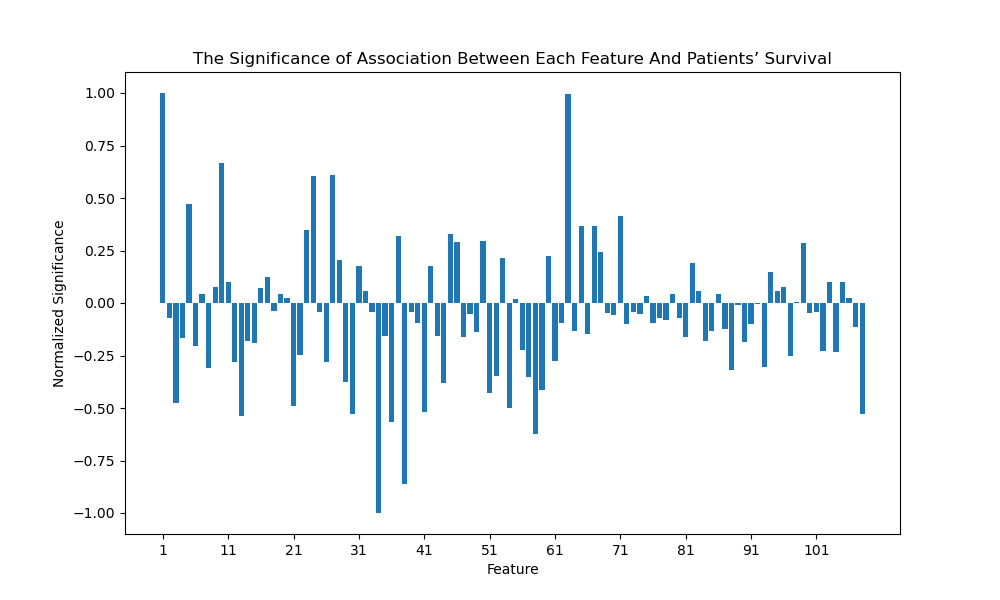 The Significance of Association Between Each Feature And Patients’ Survival
1.00
0.75
0.50
0.25
0.00
−0.25
−0.50
−0.75
−1.00
Normalized Significance
1 11 21 31 41 51 61 71 81 91 101
Feature